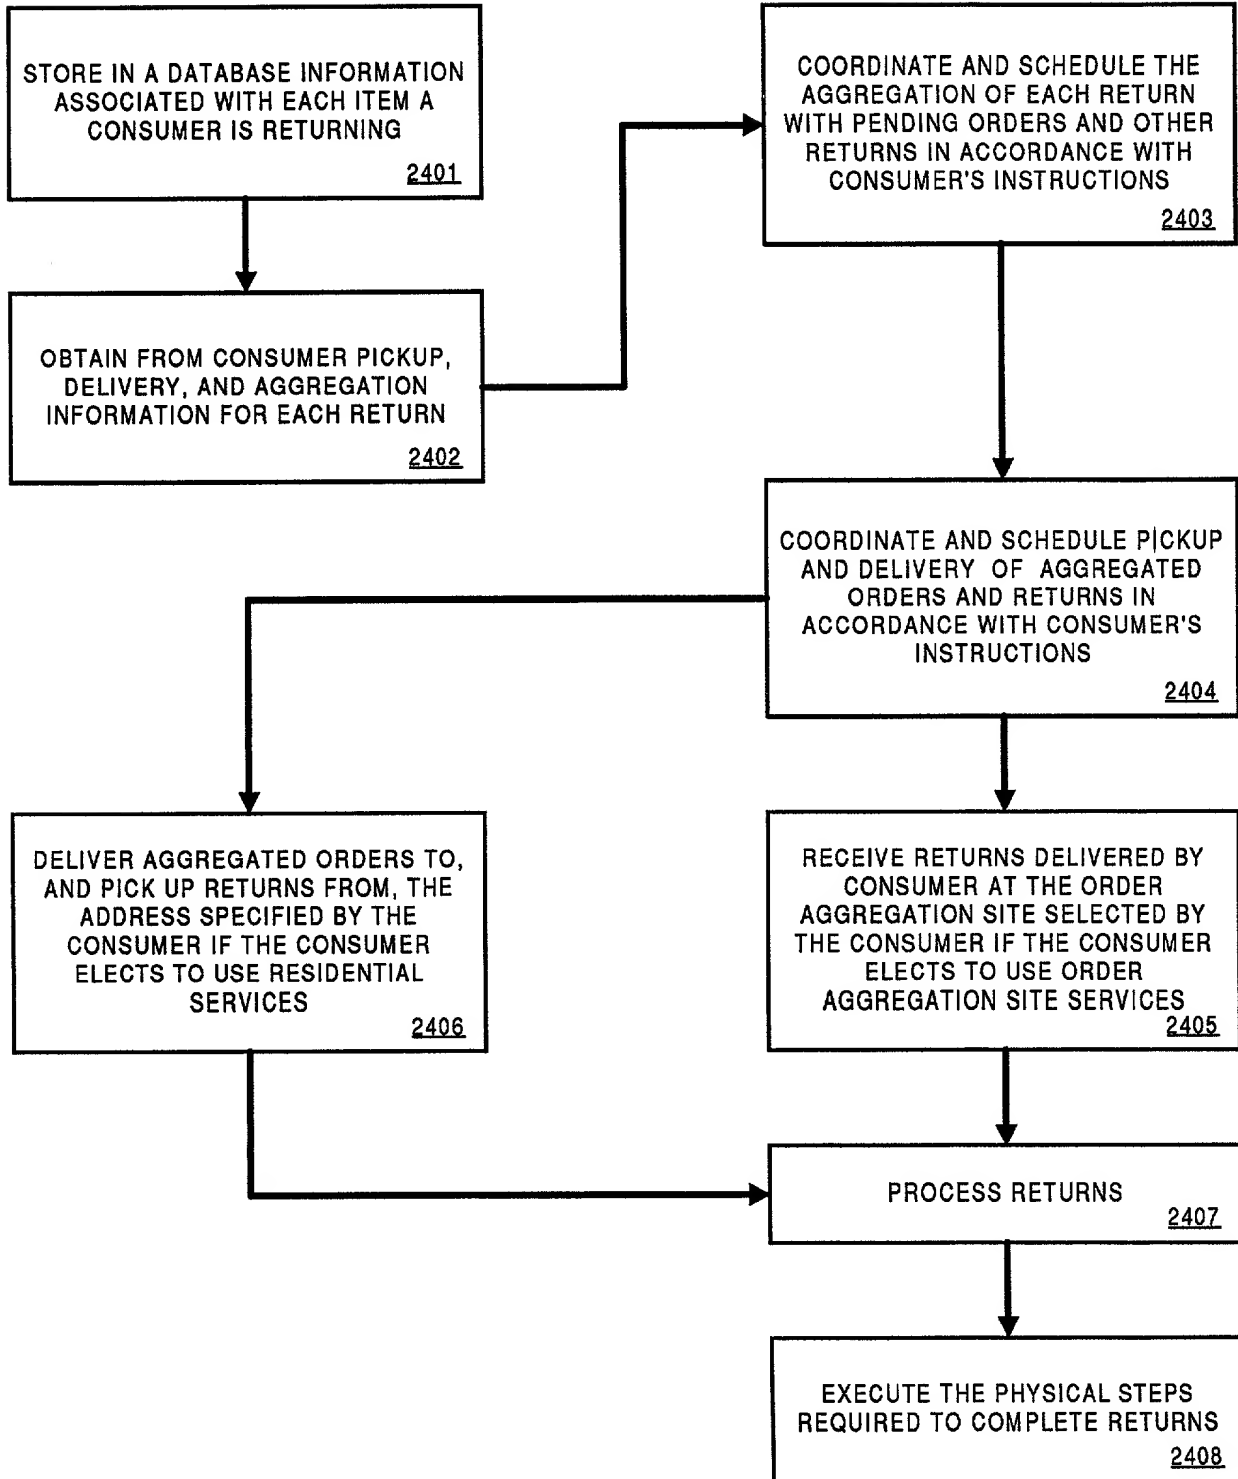 STORE IN A DATABASE INFORMATION
ASSOCIATED WITH EACH ITEM A
CONSUMER IS RETURNING
2401
OBTAIN FROM CONSUMER PICKUP,
DELIVERY, AND AGGREGATION
INFORMATION FOR EACH RETURN
2402
COORDINATE AND SCHEDULE THE
AGGREGATION OF EACH RETURN
WITH PENDING ORDERS AND OTHER
RETURNS IN ACCORDANCE WITH
CONSUMER'S INSTRUCTIONS
2403
COORDINATE AND SCHEDULE PICKUP
AND DELIVERY OF AGGREGATED
ORDERS AND RETURNS IN
ACCORDANCE WITH CONSUMER'S
INSTRUCTIONS
2404
RECEIVE RETURNS DELIVERED BY
CONSUMER AT THE ORDER
AGGREGATION SITE SELECTED BY
THE CONSUMER IF THE CONSUMER
ELECTS TO USE ORDER
AGGREGATION SITE SERVICES
2405
DELIVER AGGREGATED ORDERS TO,
AND PICK UP RETURNS FROM, THE
ADDRESS SPECIFIED BY THE
CONSUMER IF THE CONSUMER
ELECTS TO USE RESIDENTIAL
SERVICES
2406
PROCESS RETURNS
2407
EXECUTE THE PHYSICAL STEPS
REQUIRED TO COMPLETE RETURNS
2408